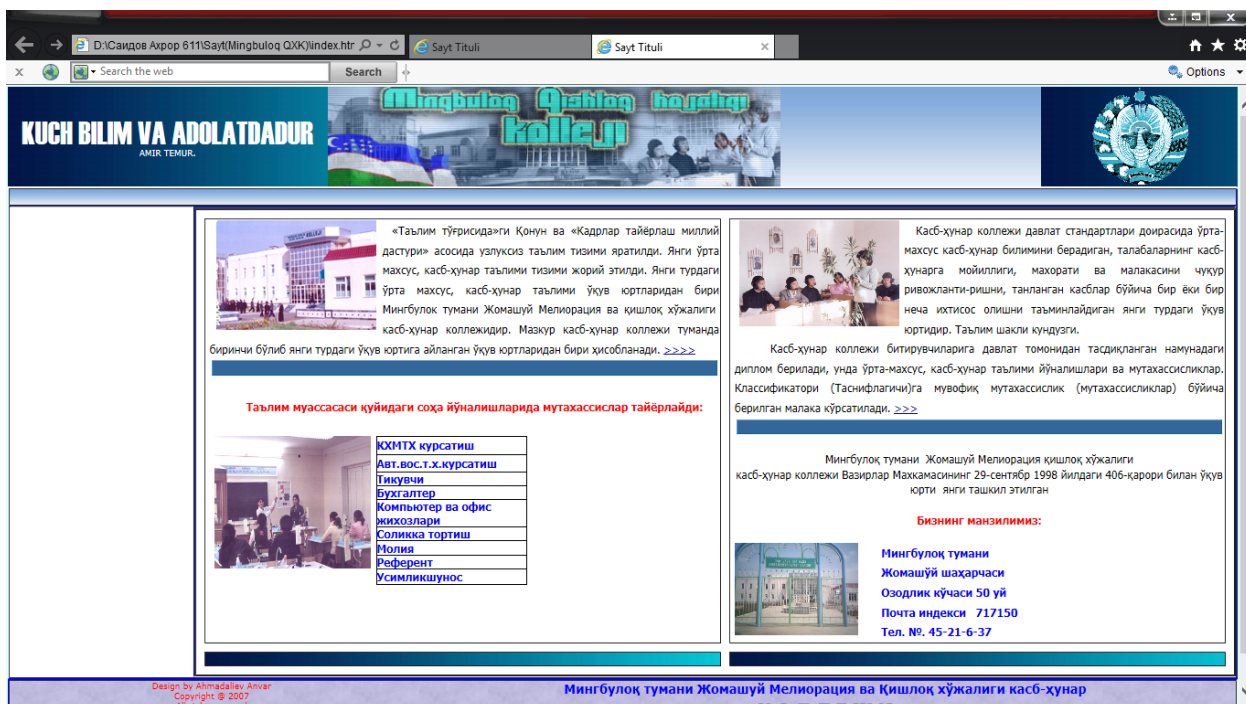 D:\Саидов Ахрор 611\Sayt(Mingbuloq QXK)\index.htr
Sayt Tituli
Sayt Tituli
Search the web
Search
Options
KUCH BILIM VA ADOLATDADUR
AMIR TEMUR.
Mingbuloq Qishloq hojaligi
kolleji
«Таълим тўғрисида»ги Қонун ва «Кадрлар тайёрлаш миллий
дастури» асосида узлуксиз таълим тизими яратилди. Янги ўрта
махсус, касб-ҳунар таълими тизими жорий этилди. Янги турдаги
ўрта махсус, касб-ҳунар таълими ўқув юртларидан бири
Мингбулок тумани Жомашуй Мелиорация ва қишлоқ хўжалиги
касб-ҳунар коллежидир. Мазкур касб-ҳунар коллежи туманда
биринчи бўлиб янги турдаги ўқув юртига айланган ўқув юртларидан бири ҳисобланади. >>>>
Таълим муассасаси қуйидаги соҳа йўналишларида мутахассислар тайёрлайди:
КХМТХ курсатиш
Авт.вос.т.х.курсатиш
Тикувчи
Бухгалтер
Компьютер ва офис
жихозлари
Соликка тортиш
Молия
Референт
Усимликшунос
Касб-ҳунар коллежи давлат стандартлари доирасида ўрта-
махсус касб-ҳунар билимини берадиган, талабаларнинг касб-
ҳунарга мойиллиги, махорати ва малакасини чуқур
ривожланти-ришни, танланган касблар бўйича бир ёки бир
неча ихтисос олишни таъминлайдиган янги турдаги ўқув
юртидир. Таълим шакли кундузги.
Касб-ҳунар коллежи битирувчиларига давлат томонидан тасдиқланган намунадаги
диплом берилади, унда ўрта-махсус, касб-ҳунар таълими йўналишлари ва мутахассисликлар.
Классификатори (Таснифлагичи)га мувофиқ мутахассислик (мутахассисликлар) бўйича
берилган малака кўрсатилади. >>>
Мингбулоқ тумани Жомашуй Мелиорация қишлоқ хўжалиги
касб-ҳунар коллежи Вазирлар Махкамасининг 29-сентябр 1998 йилдаги 406-қарори билан ўқув
юрти янги ташкил этилган
Бизнинг манзилимиз:
Мингбулоқ тумани
Жомашўй шаҳарчаси
Озодлик кўчаси 50 уй
Почта индекси 717150
Тел. №. 45-21-6-37
Design by Ahmadaliev Anvar
Copyright @ 2007
Мингбулоқ тумани Жомашуй Мелиорация ва Қишлоқ хўжалиги касб-ҳунар